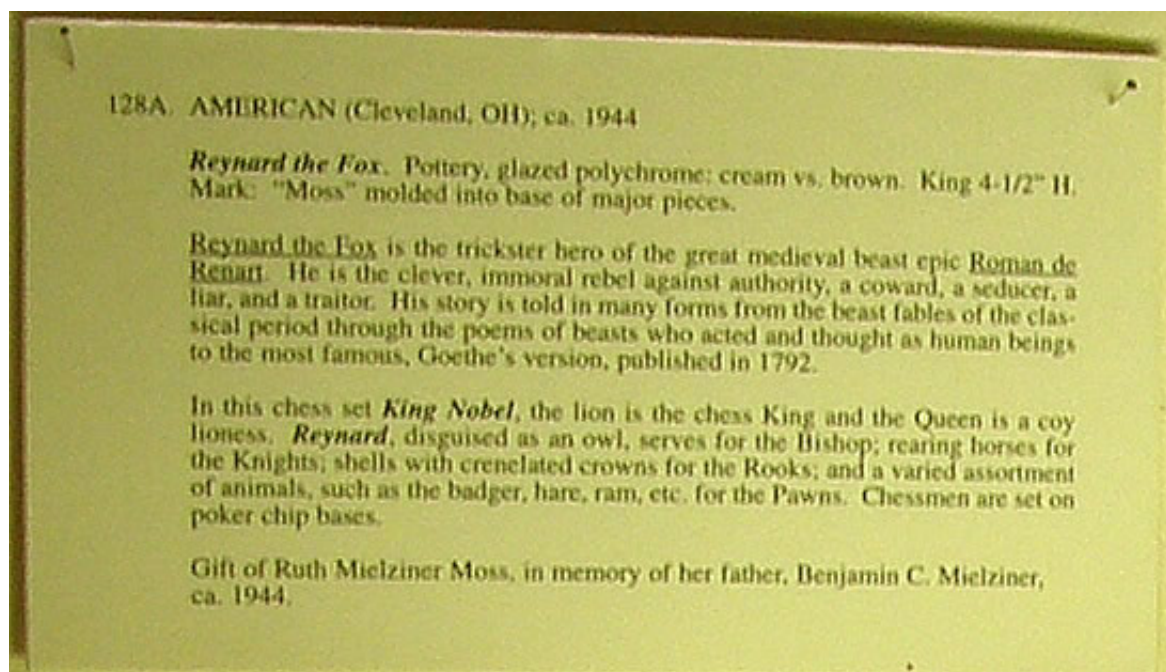 128A. AMERICAN (Cleveland, OH); ca. 1944
Reynard the Fox. Pottery, glazed polychrome: cream vs. brown. King 4-1/2" H.
Mark: "Moss" molded into base of major pieces.
Reynard the Fox is the trickster hero of the great medieval beast epic Roman de
Renart. He is the clever, immoral rebel against authority, a coward, a seducer, a
liar, and a traitor. His story is told in many forms from the beast fables of the clas-
sical period through the poems of beasts who acted and thought as human beings
to the most famous, Goethe's version, published in 1792.
In this chess set King Nobel, the lion is the chess King and the Queen is a coy
lioness. Reynard, disguised as an owl, serves for the Bishop; rearing horses for
the Knights; shells with crenelated crowns for the Rooks; and a varied assortment
of animals, such as the badger, hare, ram, etc. for the Pawns. Chessmen are set on
poker chip bases.
Gift of Ruth Mielziner Moss, in memory of her father, Benjamin C. Mielziner,
ca. 1944.